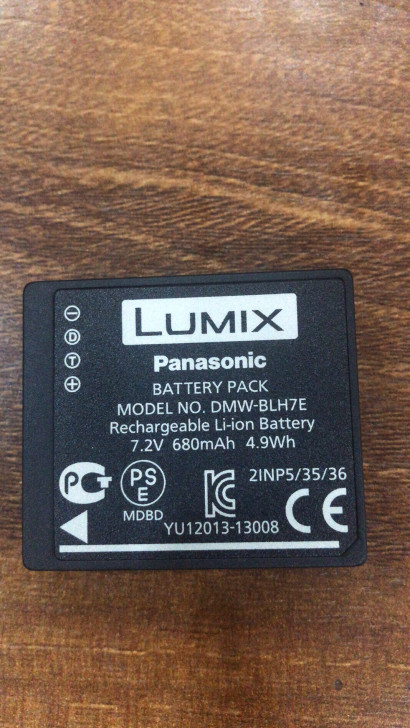 LUMIX
Panasonic
BATTERY PACK
MODEL NO. DMW-BLH7E
Rechargeable Li-ion Battery
7.2V 680mAh 4.9Wh
D
T
2INP5/35/36
PS
E
MDBD
YU12013-13008
CE